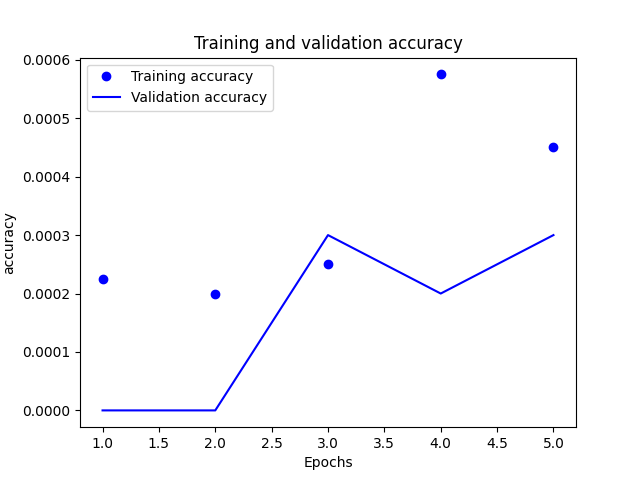 Training and validation accuracy
Training accuracy
Validation accuracy
0.0006
0.0005
0.0004
0.0003
0.0002
0.0001
0.0000
accuracy
1.0 1.5 2.0 2.5 3.0 3.5 4.0 4.5 5.0
Epochs